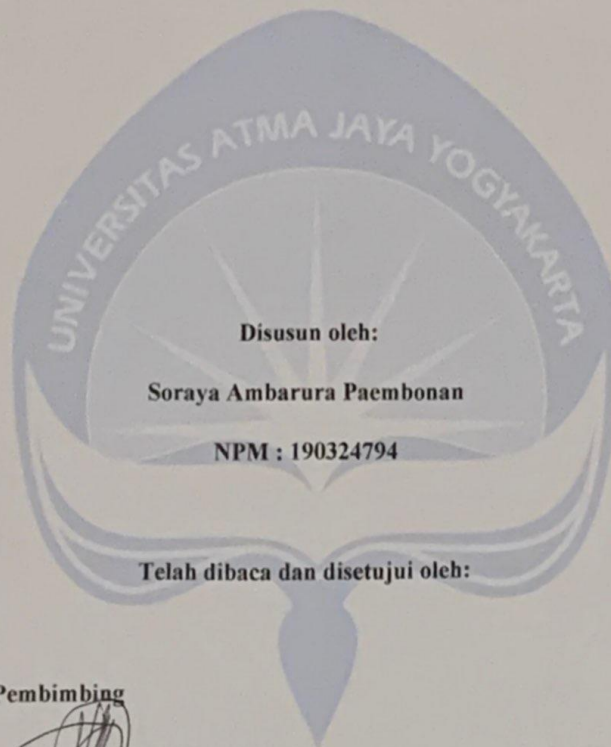 UNIVERSITAS ATMA JAYA YOGYAKARTA
Disusun oleh:
Soraya Ambarura Paembonan
NPM : 190324794
Telah dibaca dan disetujui oleh:
Pembimbing